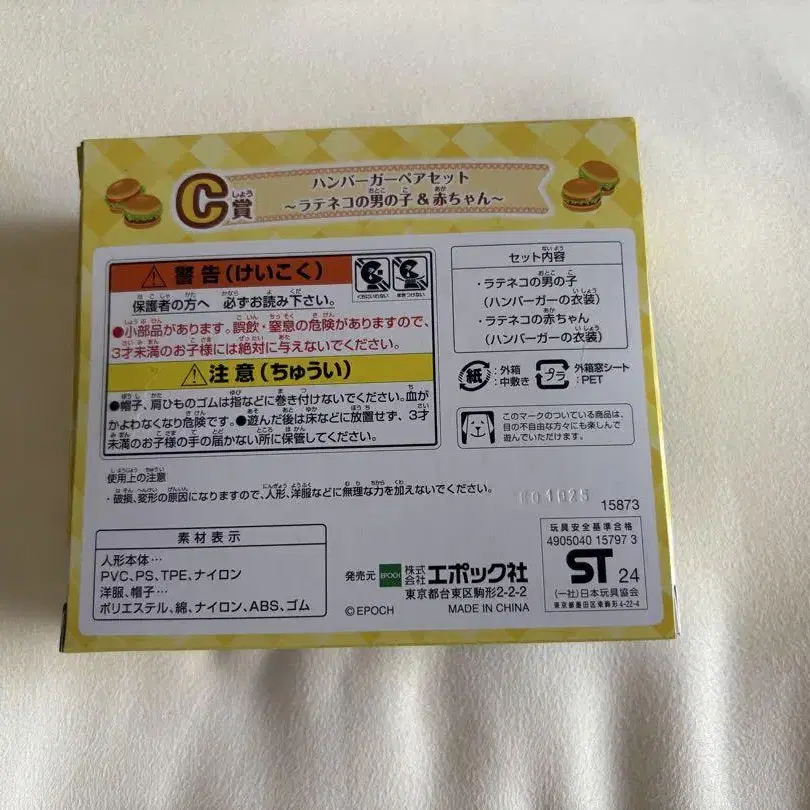 C賞
ハンバーガーペアセット
～ラテネコの男の子&赤ちゃん～
警告(けいこく)
保護者の方へ 必ずお読み下さい。
●小部品があります。誤飲・窒息の危険がありますので、
3才未満のお子様には絶対に与えないでください。
注意(ちゅうい)
●帽子、肩ひものゴムは指などに巻き付けないでください。血が
かよわなくなり危険です。●遊んだ後は床などに放置せず、3才
未満のお子様の手の届かない所に保管してください。
セット内容
・ラテネコの男の子
(ハンバーガーの衣装)
・ラテネコの赤ちゃん
(ハンバーガーの衣装)
紙 :外箱 中敷き
プラ :外箱窓シート PET
このマークのついている商品は、
目の不自由な方々にも楽しんで
遊んでいただけます。
使用上の注意
・破損、変形の原因になりますので、人形、洋服などに無理な力を加えないでください。
15873
素材表示
人形本体…
PVC、PS、TPE、ナイロン
洋服、帽子…
ポリエステル、綿、ナイロン、ABS、ゴム
発売元 EPOCH 株式会社 エポック社
東京都台東区駒形2-2-2
©EPOCH MADE IN CHINA
玩具安全基準合格
4905040 15797 3
ST 24
(一社)日本玩具協会
東京都墨田区東駒形4-22-4